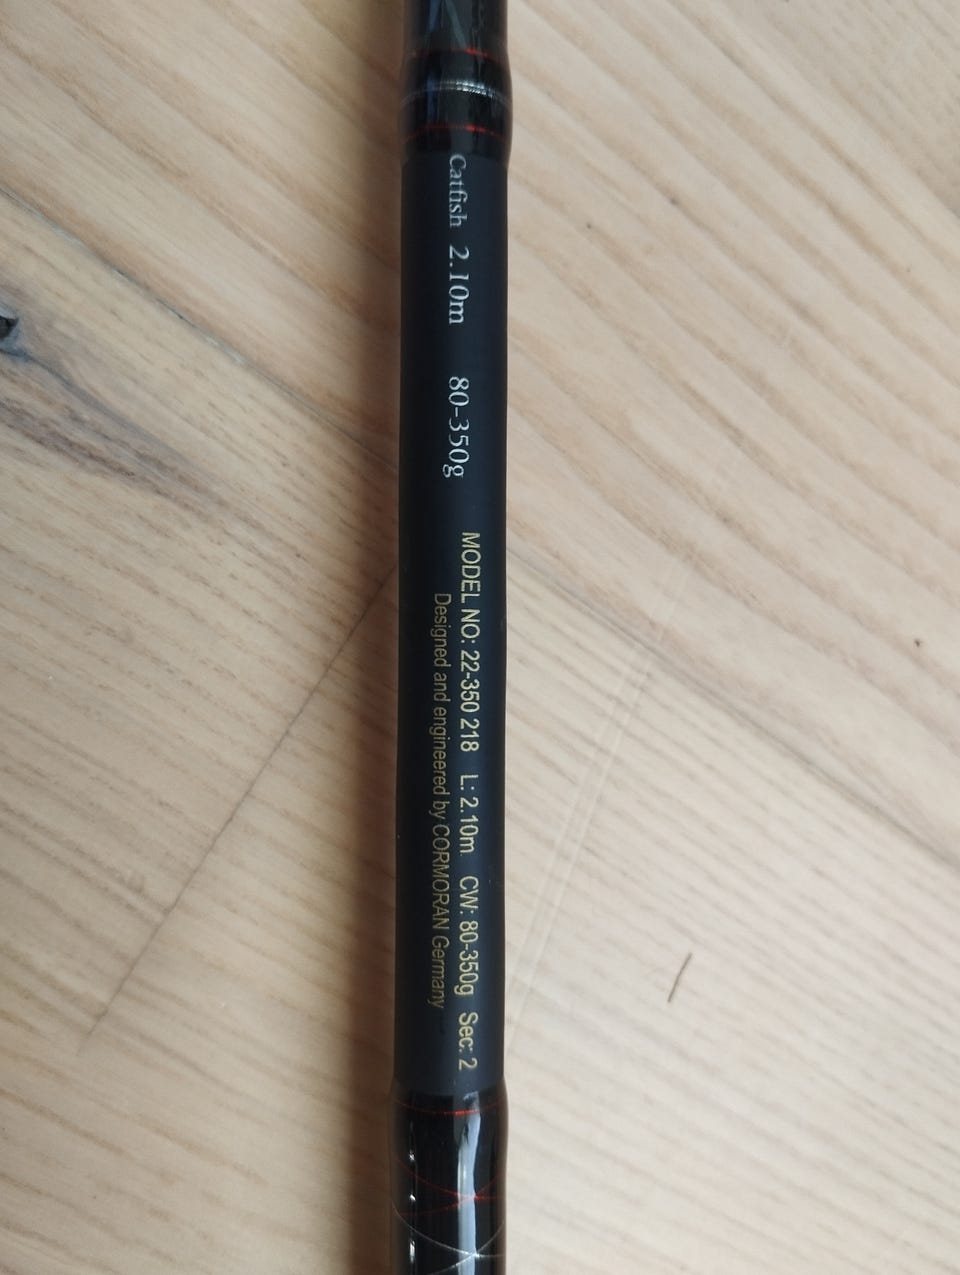 Catfish 2.10m 80-350g
MODEL NO: 22-350 218 L: 2.10m CW: 80-350g Sec: 2
Designed and engineered by CORMORAN Germany